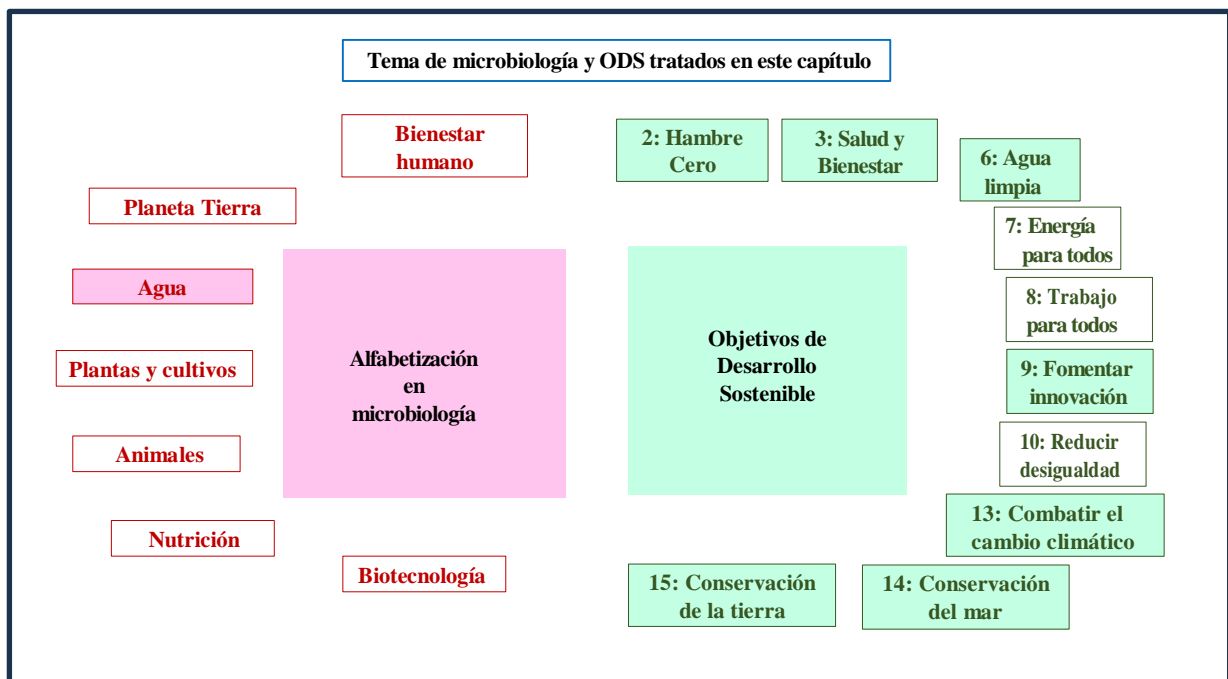 Tema de microbiología y ODS tratados en este capítulo
Bienestar
humano
Planeta Tierra
Agua
Plantas y cultivos
Animales
Nutrición
Biotecnología
Alfabetización
en
microbiología
Objetivos de
Desarrollo
Sostenible
2: Hambre
Cero
3: Salud y
Bienestar
6: Agua
limpia
7: Energía
para todos
8: Trabajo
para todos
9: Fomentar
innovación
10: Reducir
desigualdad
13: Combatir el
cambio climático
14: Conservación
del mar
15: Conservación
de la tierra